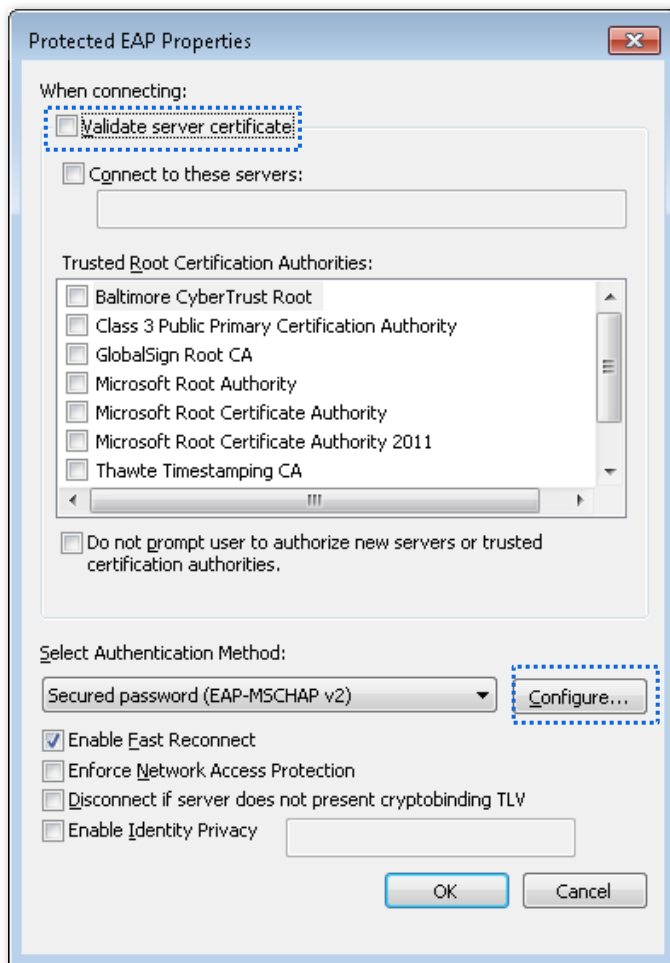 Protected EAP Properties
When connecting:
Validate server certificate
Connect to these servers:
Trusted Root Certification Authorities:
Baltimore CyberTrust Root
Class 3 Public Primary Certification Authority
GlobalSign Root CA
Microsoft Root Authority
Microsoft Root Certificate Authority
Microsoft Root Certificate Authority 2011
Thawte Timestamping CA
Do not prompt user to authorize new servers or trusted
certification authorities.
Select Authentication Method:
Secured password (EAP-MSCHAP v2)
Configure...
Enable Fast Reconnect
Enforce Network Access Protection
Disconnect if server does not present cryptobinding TLV
Enable Identity Privacy
OK
Cancel